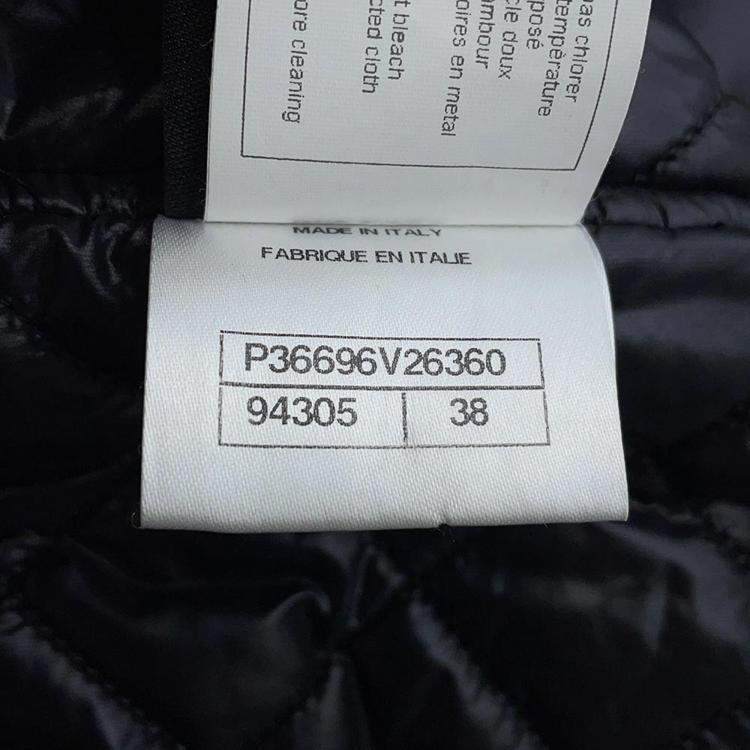 pas chlorer
température
posé
cle doux
ambour
oires en metal
t bleach
cted cloth
ore cleaning
MADE IN ITALY
FABRIQUE EN ITALIE
P36696V26360
94305 38